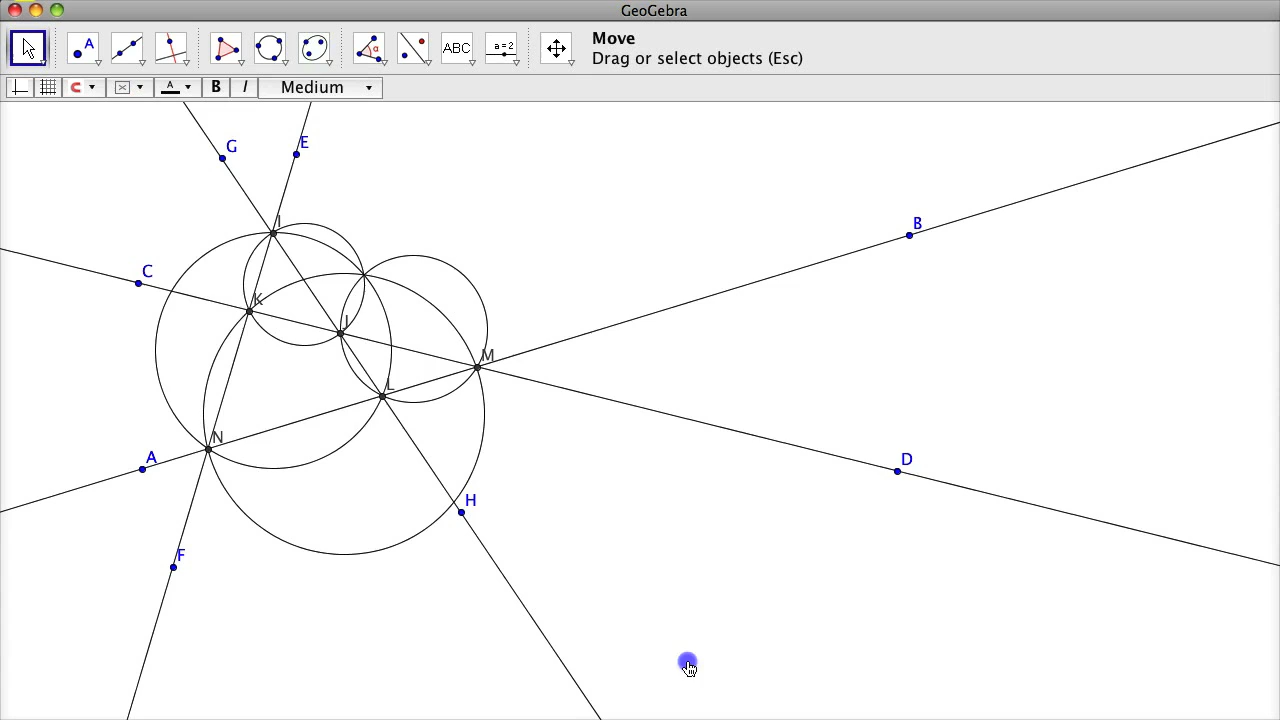 GeoGebra
A
α
ABC
a=2
Move
Drag or select objects (Esc)
A
B
I
Medium
G
E
I
B
C
K
J
M
L
N
A
D
H
F